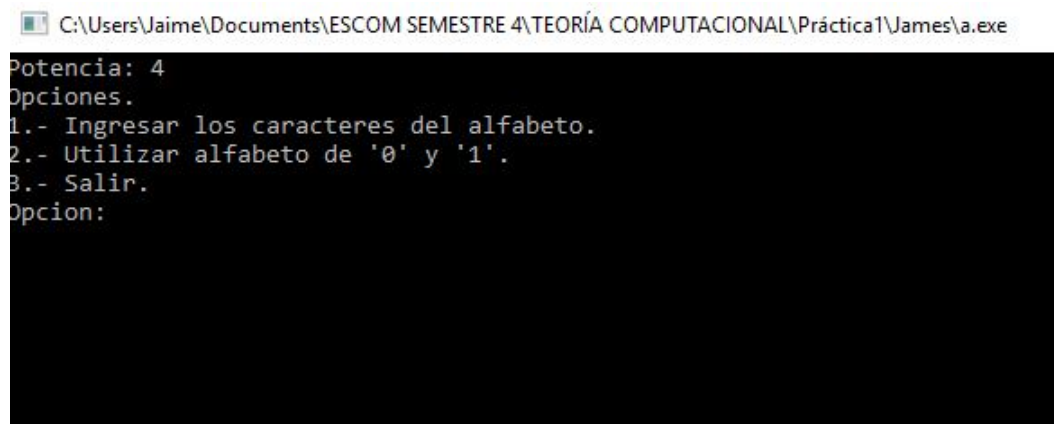 C:\Users\Jaime\Documents\ESCOM SEMESTRE 4\TEORÍA COMPUTACIONAL\Práctica1\James\a.exe
Potencia: 4
Opciones.
1.- Ingresar los caracteres del alfabeto.
2.- Utilizar alfabeto de '0' y '1'.
3.- Salir.
Opcion: